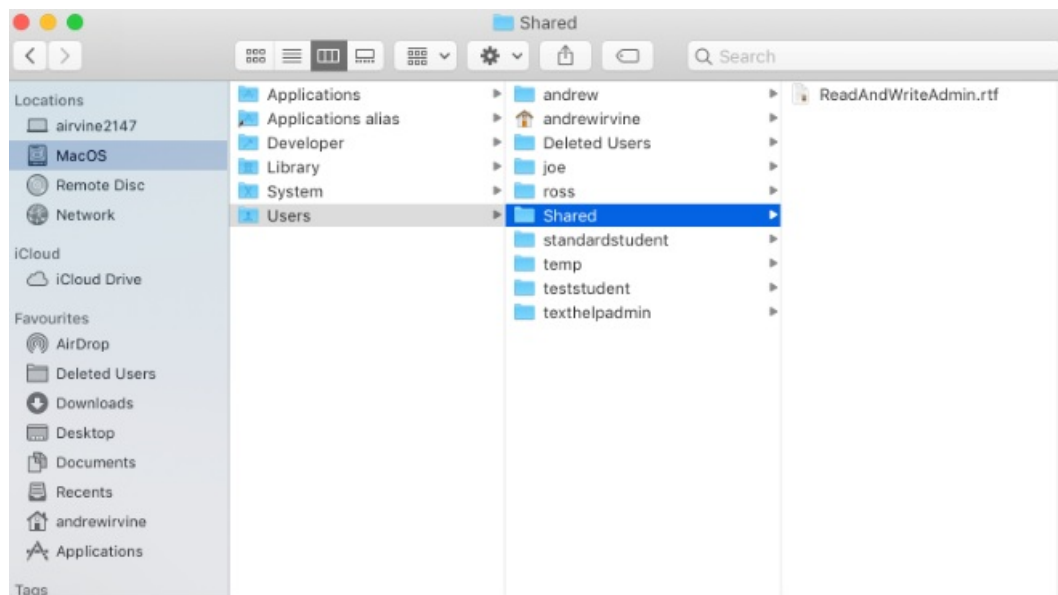 Shared
Search
Locations
airvine2147
MacOS
Remote Disc
Network
iCloud
iCloud Drive
Favourites
AirDrop
Deleted Users
Downloads
Desktop
Documents
Recents
andrewirvine
Applications
Tags
Applications
Applications alias
Developer
Library
System
Users
andrew
andrewirvine
Deleted Users
joe
ross
Shared
standardstudent
temp
teststudent
texthelpadmin
ReadAndWriteAdmin.rtf